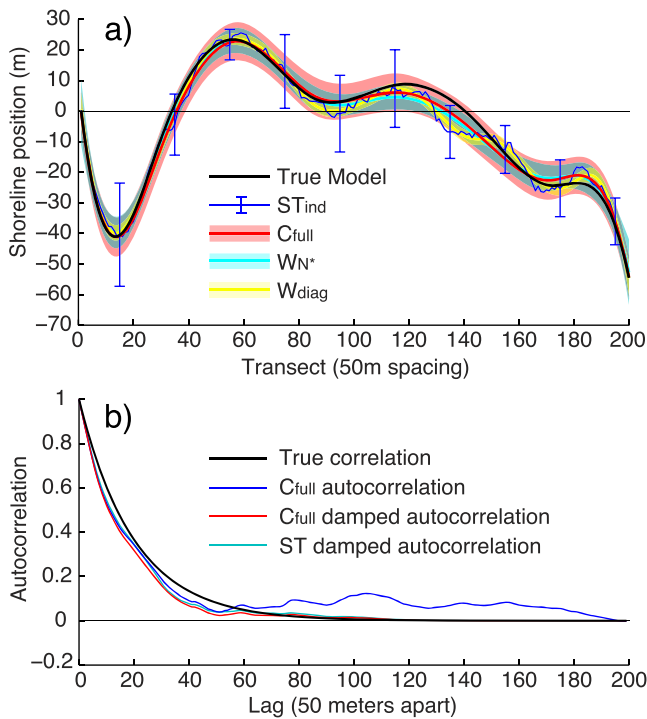 a)
Shoreline position (m)
30
20
10
0
−10
−20
−30
−40
−50
−60
−70
True Model
STind
Cfull
WN*
Wdiag
0 20 40 60 80 100 120 140 160 180 200
Transect (50m spacing)
b)
Autocorrelation
1
0.8
0.6
0.4
0.2
0
−0.2
True correlation
Cfull autocorrelation
Cfull damped autocorrelation
ST damped autocorrelation
0 20 40 60 80 100 120 140 160 180 200
Lag (50 meters apart)